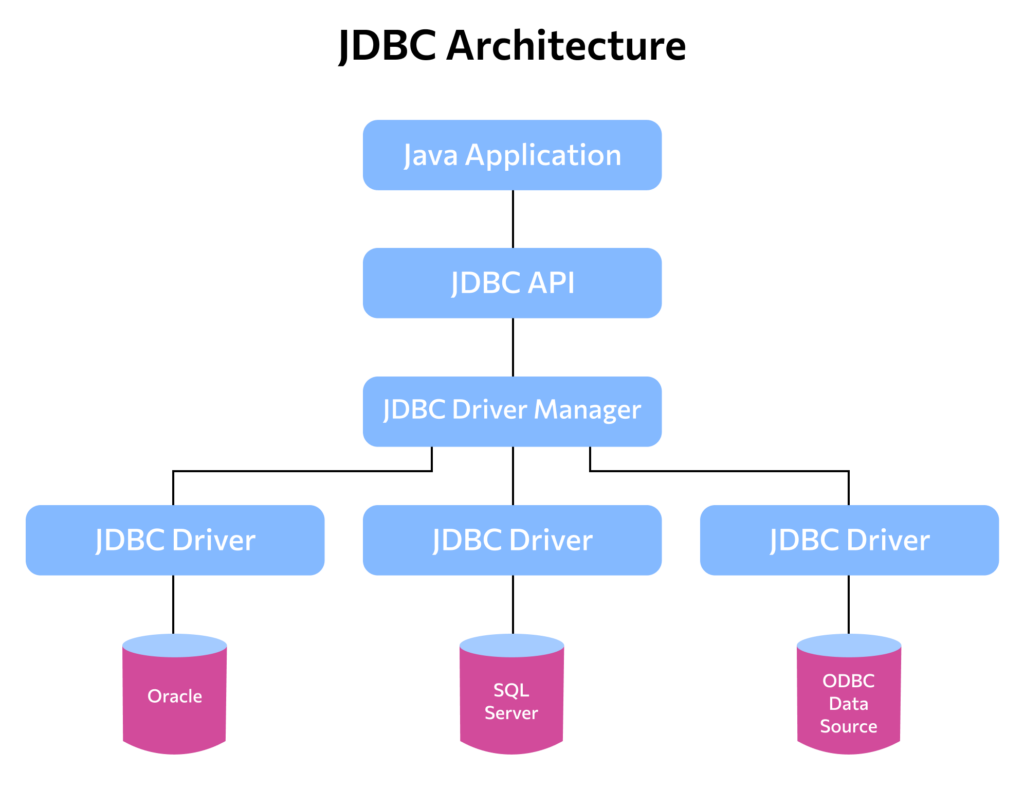 JDBC Architecture
Java Application
JDBC API
JDBC Driver Manager
JDBC Driver
JDBC Driver
JDBC Driver
Oracle
SQL
Server
ODBC
Data
Source